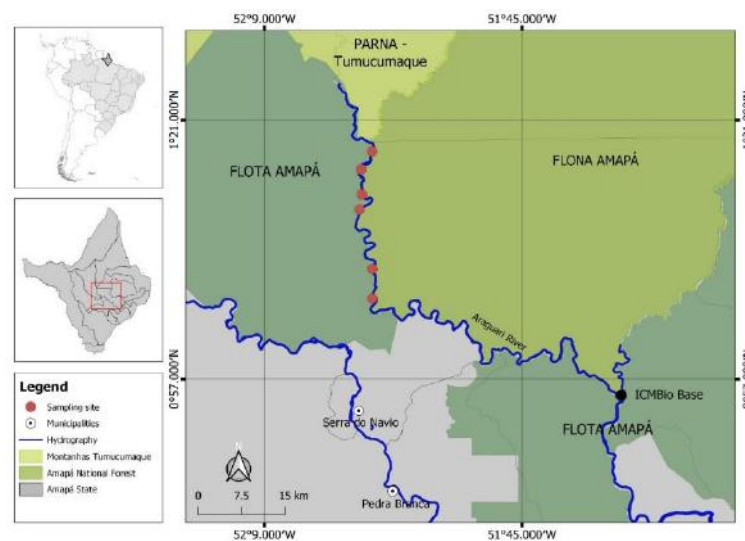 52°9.000'W 51°45.000'W
PARNA -
Tumucumaque
1°21.000'N
FLOTA AMAPÁ
FLONA AMAPÁ
Araguari River
0°57.000'N
ICMBio Base
FLOTA AMAPÁ
Serra do Navio
Pedra Branca
N
0 7.5 15 km
52°9.000'W 51°45.000'W
Legend
Sampling site
Municipalities
Hydrography
Montanhas Tumucumaque
Amapá National Forest
Amapá State